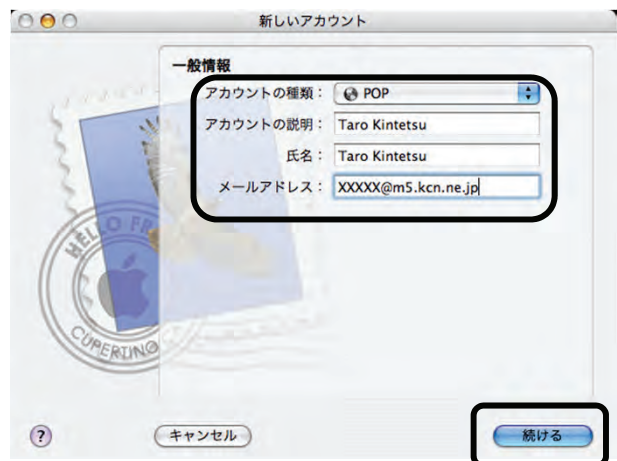 新しいアカウント
一般情報
アカウントの種類： POP
アカウントの説明： Taro Kintetsu
氏名： Taro Kintetsu
メールアドレス： XXXXX@m5.kcn.ne.jp
HELLO FR
CUPERTINO
? キャンセル 続ける